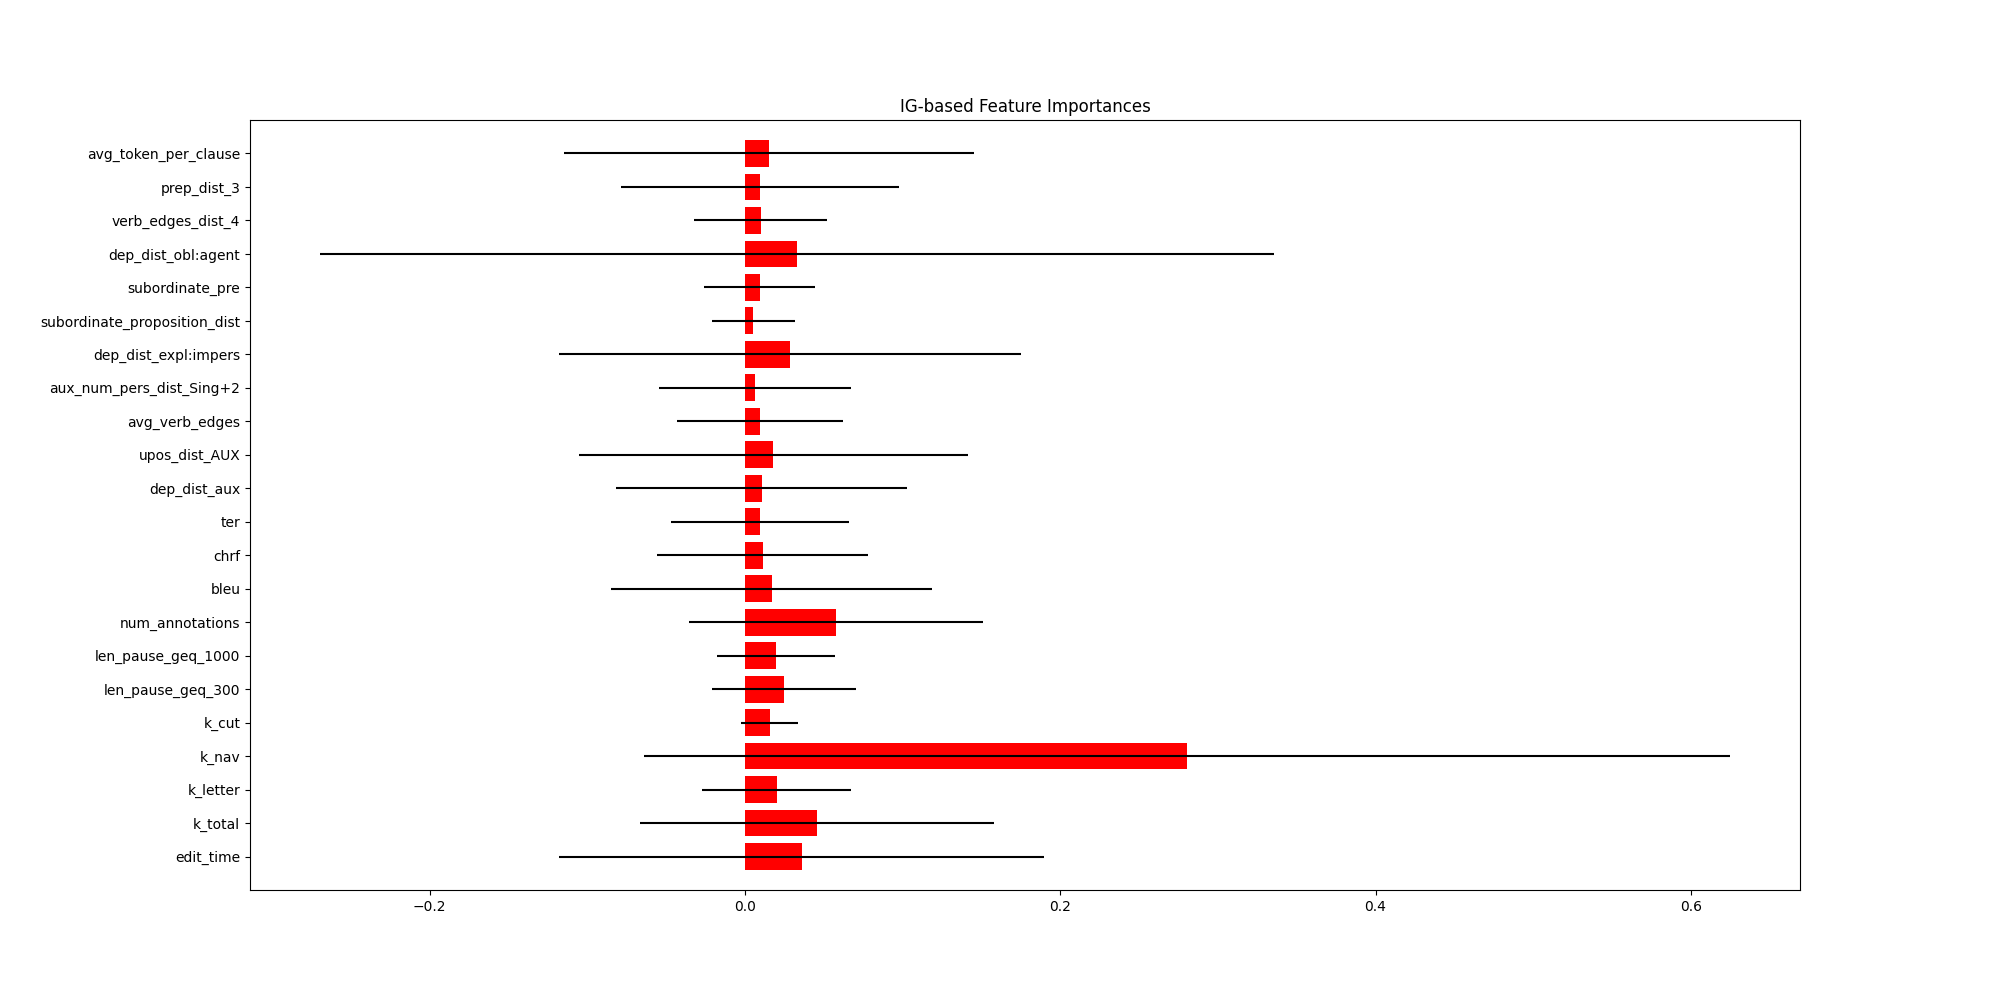 IG-based Feature Importances
avg_token_per_clause
prep_dist_3
verb_edges_dist_4
dep_dist_obl:agent
subordinate_pre
subordinate_proposition_dist
dep_dist_expl:impers
aux_num_pers_dist_Sing+2
avg_verb_edges
upos_dist_AUX
dep_dist_aux
ter
chrf
bleu
num_annotations
len_pause_geq_1000
len_pause_geq_300
k_cut
k_nav
k_letter
k_total
edit_time
−0.2 0.0 0.2 0.4 0.6